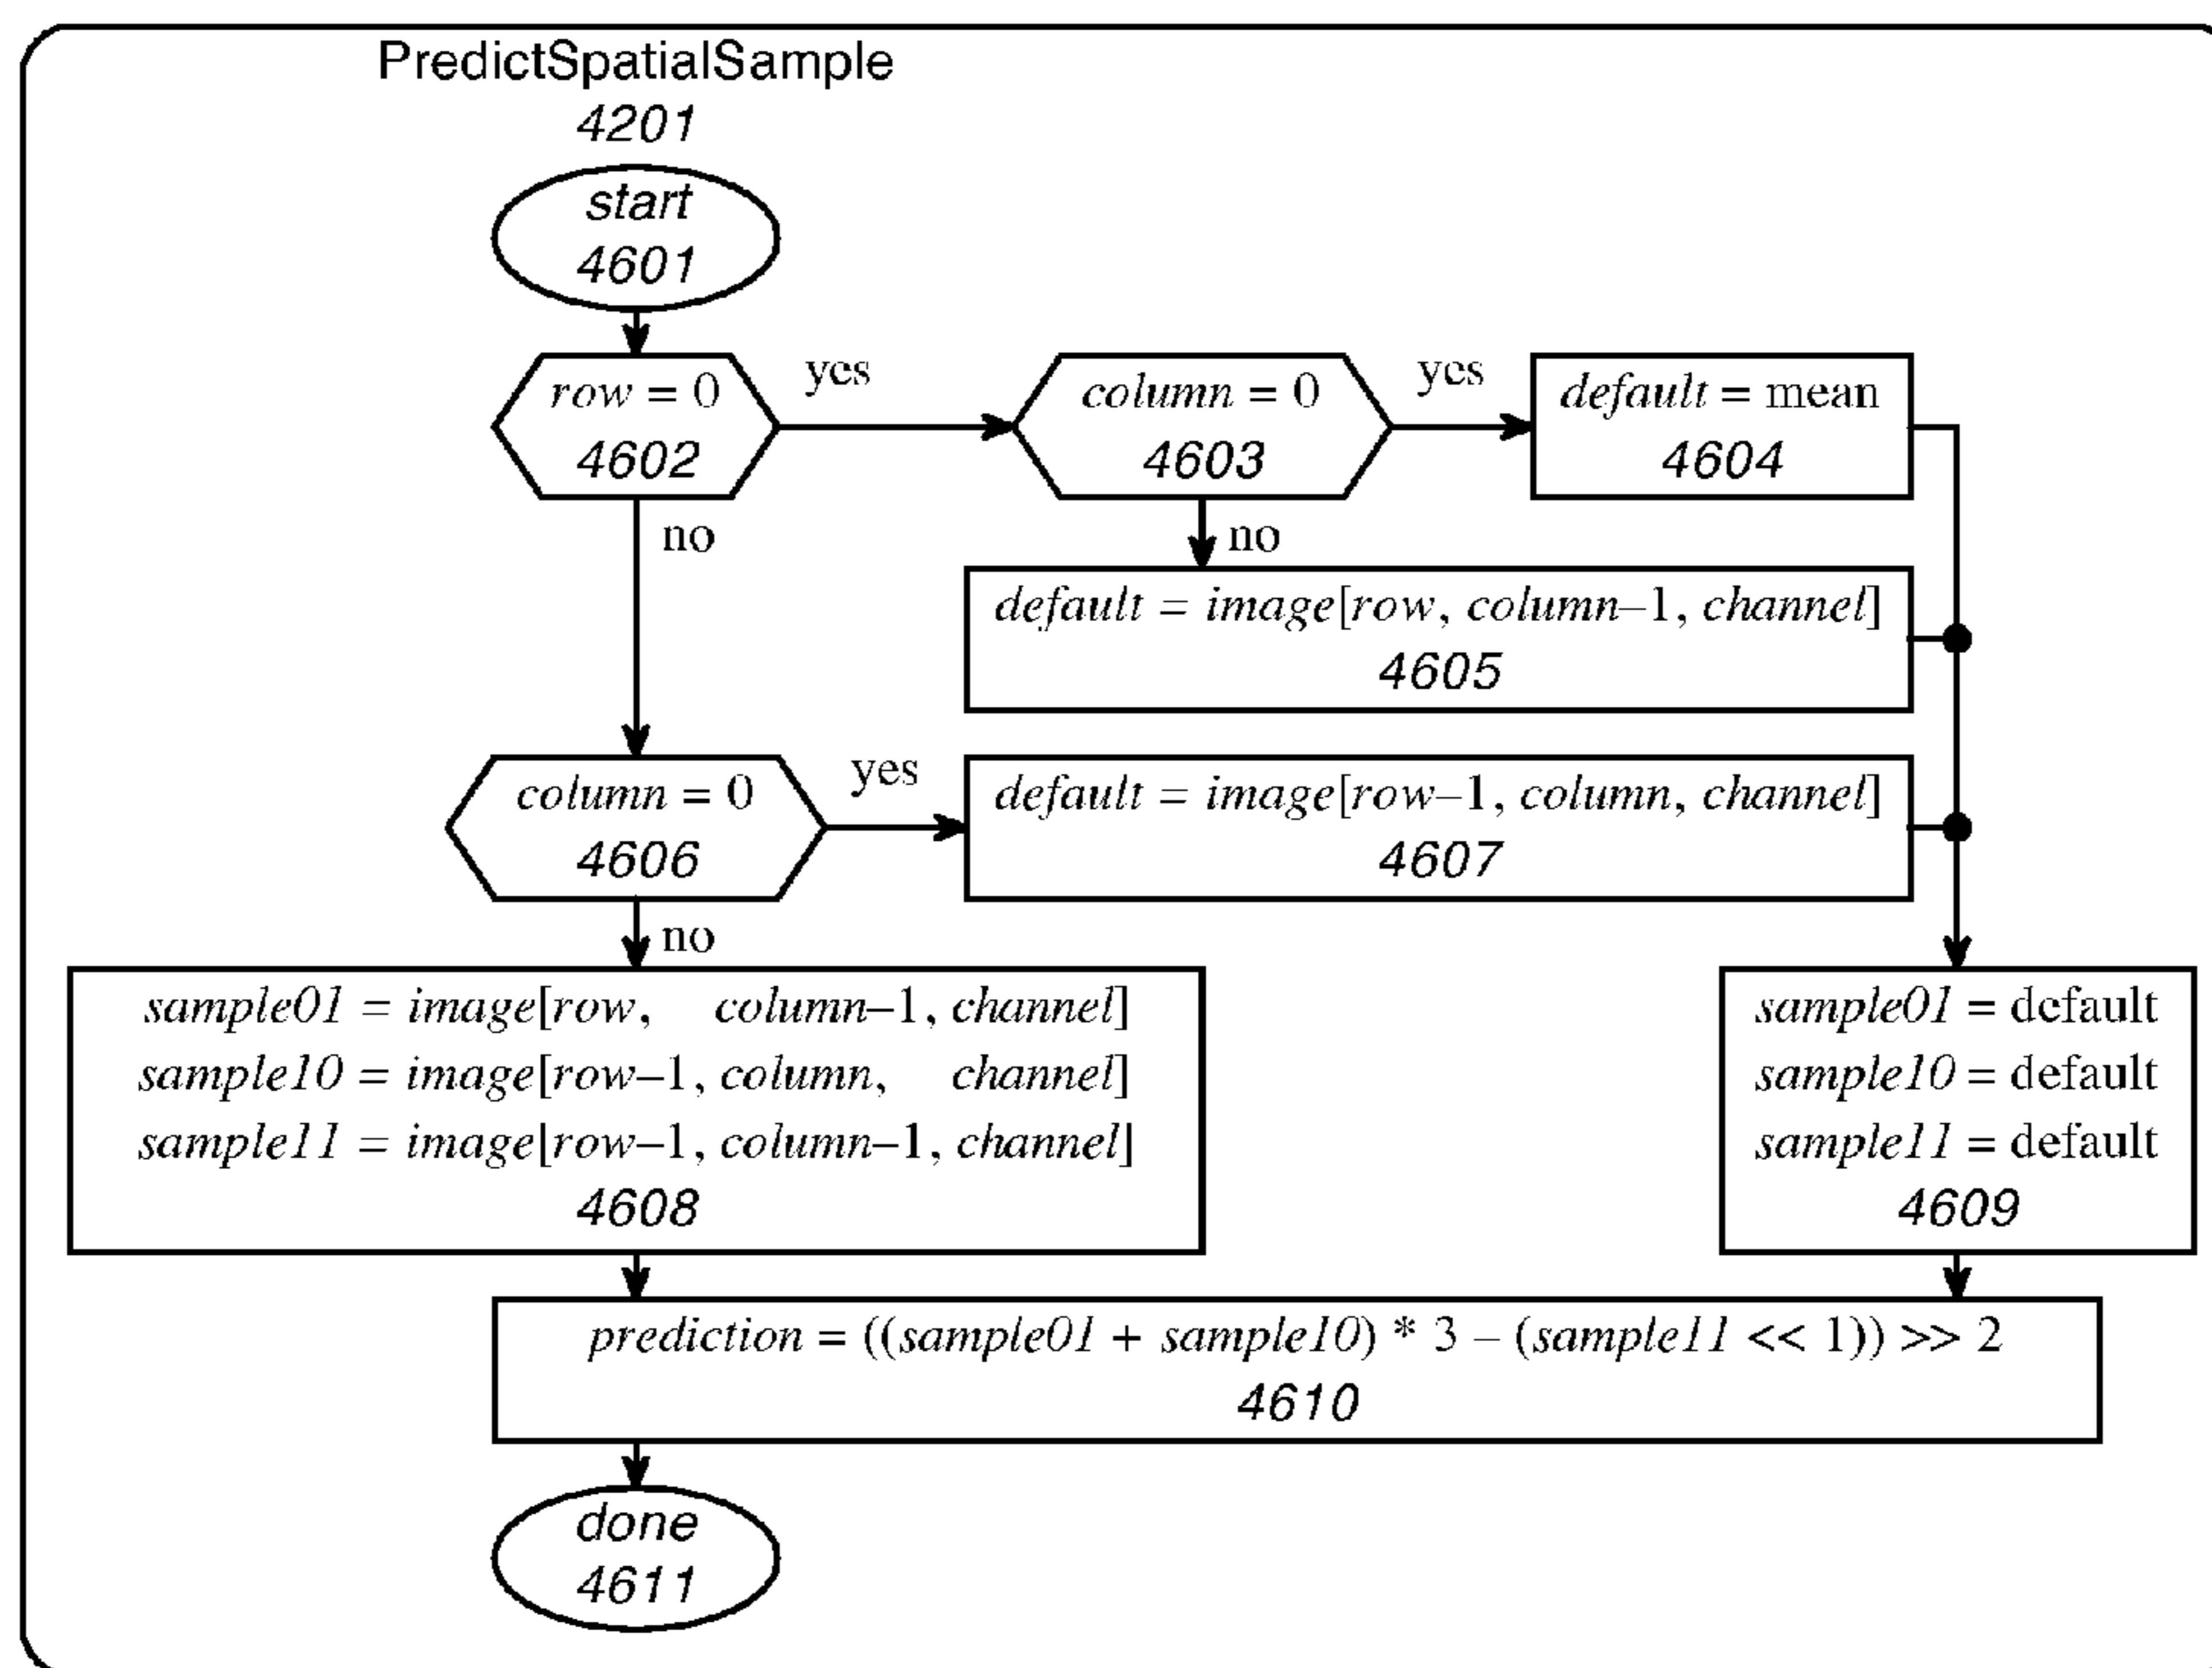 PredictSpatialSample
4201
start
4601
row = 0
4602
yes
column = 0
4603
yes
default = mean
4604
no
no
default = image[row, column–1, channel]
4605
column = 0
4606
yes
default = image[row–1, column, channel]
4607
no
sample01 = image[row, column–1, channel]
sample10 = image[row–1, column, channel]
sample11 = image[row–1, column–1, channel]
4608
sample01 = default
sample10 = default
sample11 = default
4609
prediction = ((sample01 + sample10) * 3 – (sample11 << 1)) >> 2
4610
done
4611